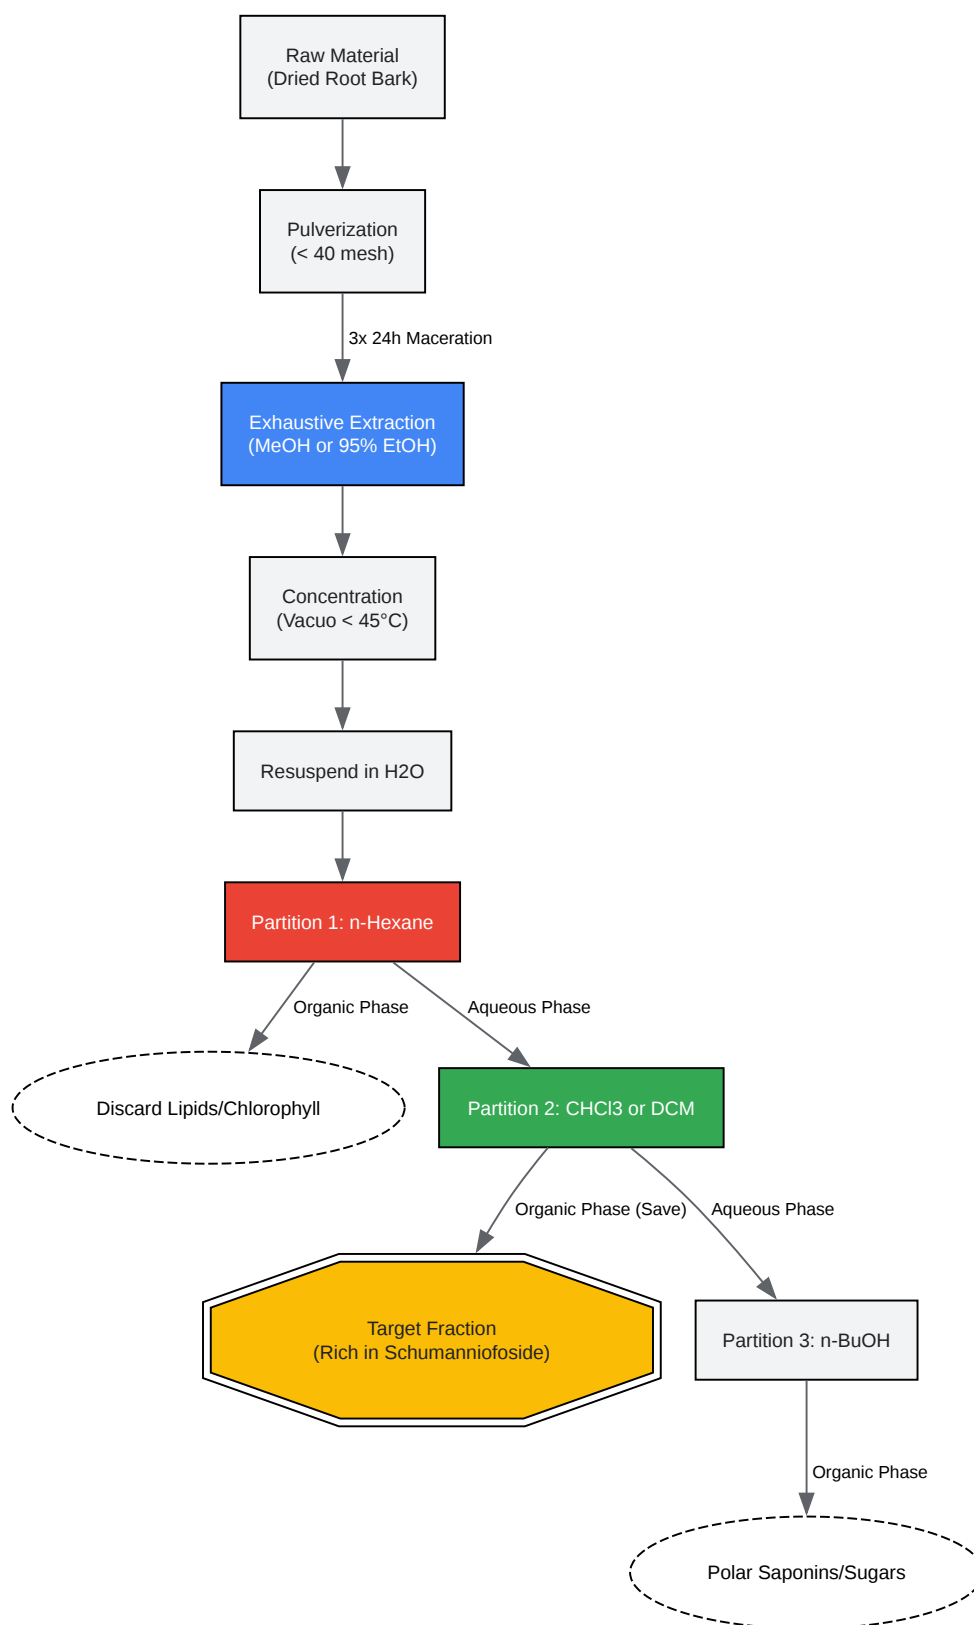 Raw Material
(Dried Root Bark)
Pulverization
(< 40 mesh)
3x 24h Maceration
Exhaustive Extraction
(MeOH or 95% EtOH)
Concentration
(Vacuo < 45°C)
Resuspend in H2O
Partition 1: n-Hexane
Organic Phase
Aqueous Phase
Discard Lipids/Chlorophyll
Partition 2: CHCl3 or DCM
Organic Phase (Save)
Aqueous Phase
Target Fraction
(Rich in Schumanniofoside)
Partition 3: n-BuOH
Organic Phase
Polar Saponins/Sugars